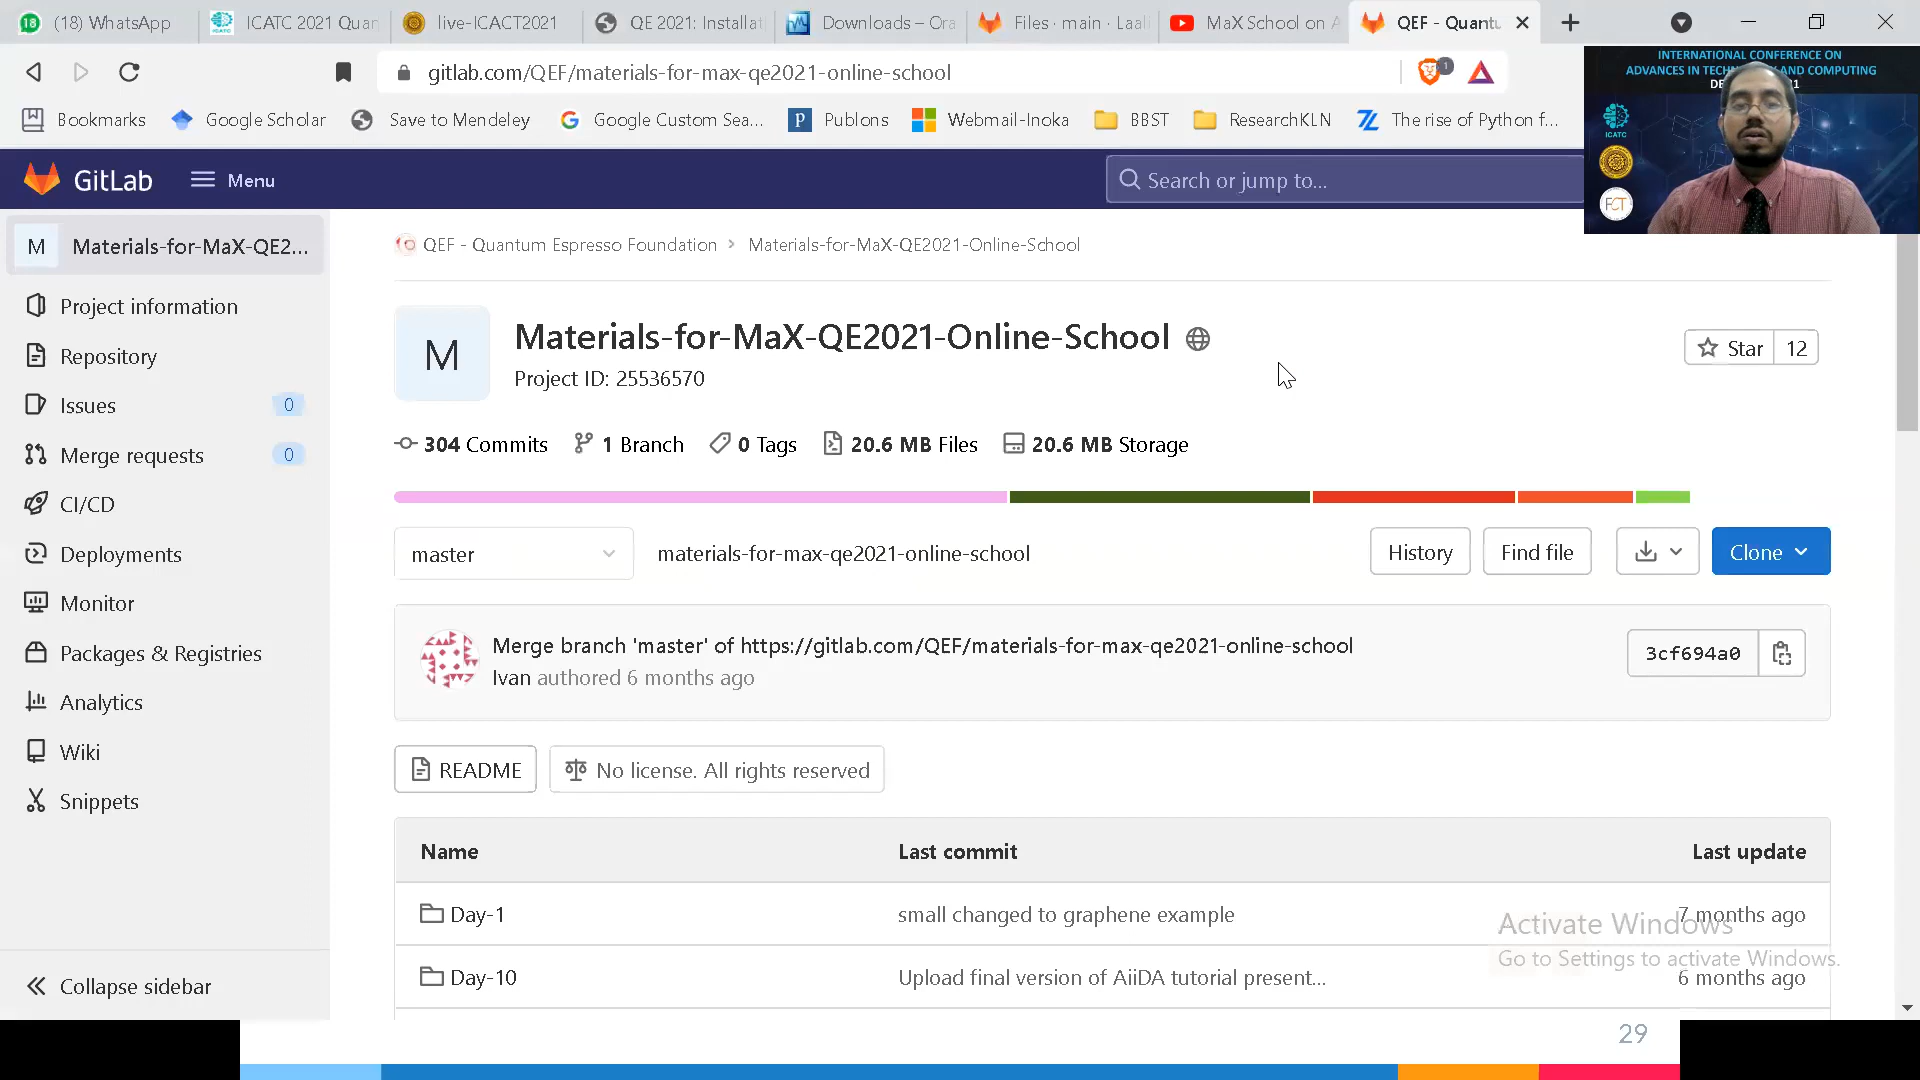 (18) WhatsApp
ICATC 2021 Quan
live-ICACT2021
QE 2021: Installat
Downloads – Ora
Files · main · Laali
MaX School on A
QEF - Quantu
gitlab.com/QEF/materials-for-max-qe2021-online-school
1
Bookmarks
Google Scholar
Save to Mendeley
Google Custom Sea...
Publons
Webmail-Inoka
BBST
ResearchKLN
The rise of Python f...
INTERNATIONAL CONFERENCE ON
AND COMPUTING
ICATC
FCT
GitLab
Menu
Search or jump to...
M
Materials-for-MaX-QE2...
Project information
Repository
Issues
0
Merge requests
0
CI/CD
Deployments
Monitor
Packages & Registries
Analytics
Wiki
Snippets
Collapse sidebar
QEF - Quantum Espresso Foundation › Materials-for-MaX-QE2021-Online-School
M
Materials-for-MaX-QE2021-Online-School
Project ID: 25536570
Star
12
304 Commits
1 Branch
0 Tags
20.6 MB Files
20.6 MB Storage
master
materials-for-max-qe2021-online-school
History
Find file
Clone
Merge branch 'master' of https://gitlab.com/QEF/materials-for-max-qe2021-online-school
Ivan authored 6 months ago
3cf694a0
README
No license. All rights reserved
Name
Last commit
Last update
Day-1
small changed to graphene example
7 months ago
Day-10
Upload final version of AiiDA tutorial present...
6 months ago
Activate Windows
Go to Settings to activate Windows.
29